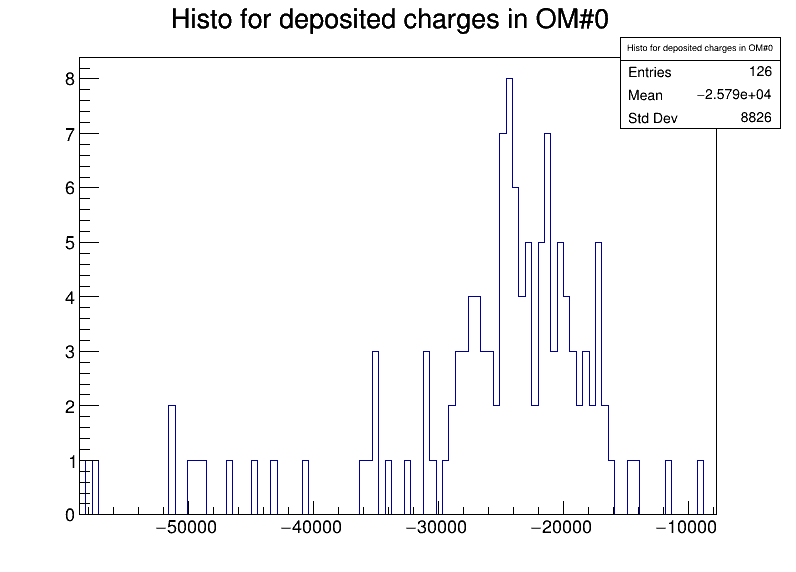 Histo for deposited charges in OM#0
Histo for deposited charges in OM#0
Entries 126
Mean −2.579e+04
Std Dev 8826
8
7
6
5
4
3
2
1
0
−50000 −40000 −30000 −20000 −10000